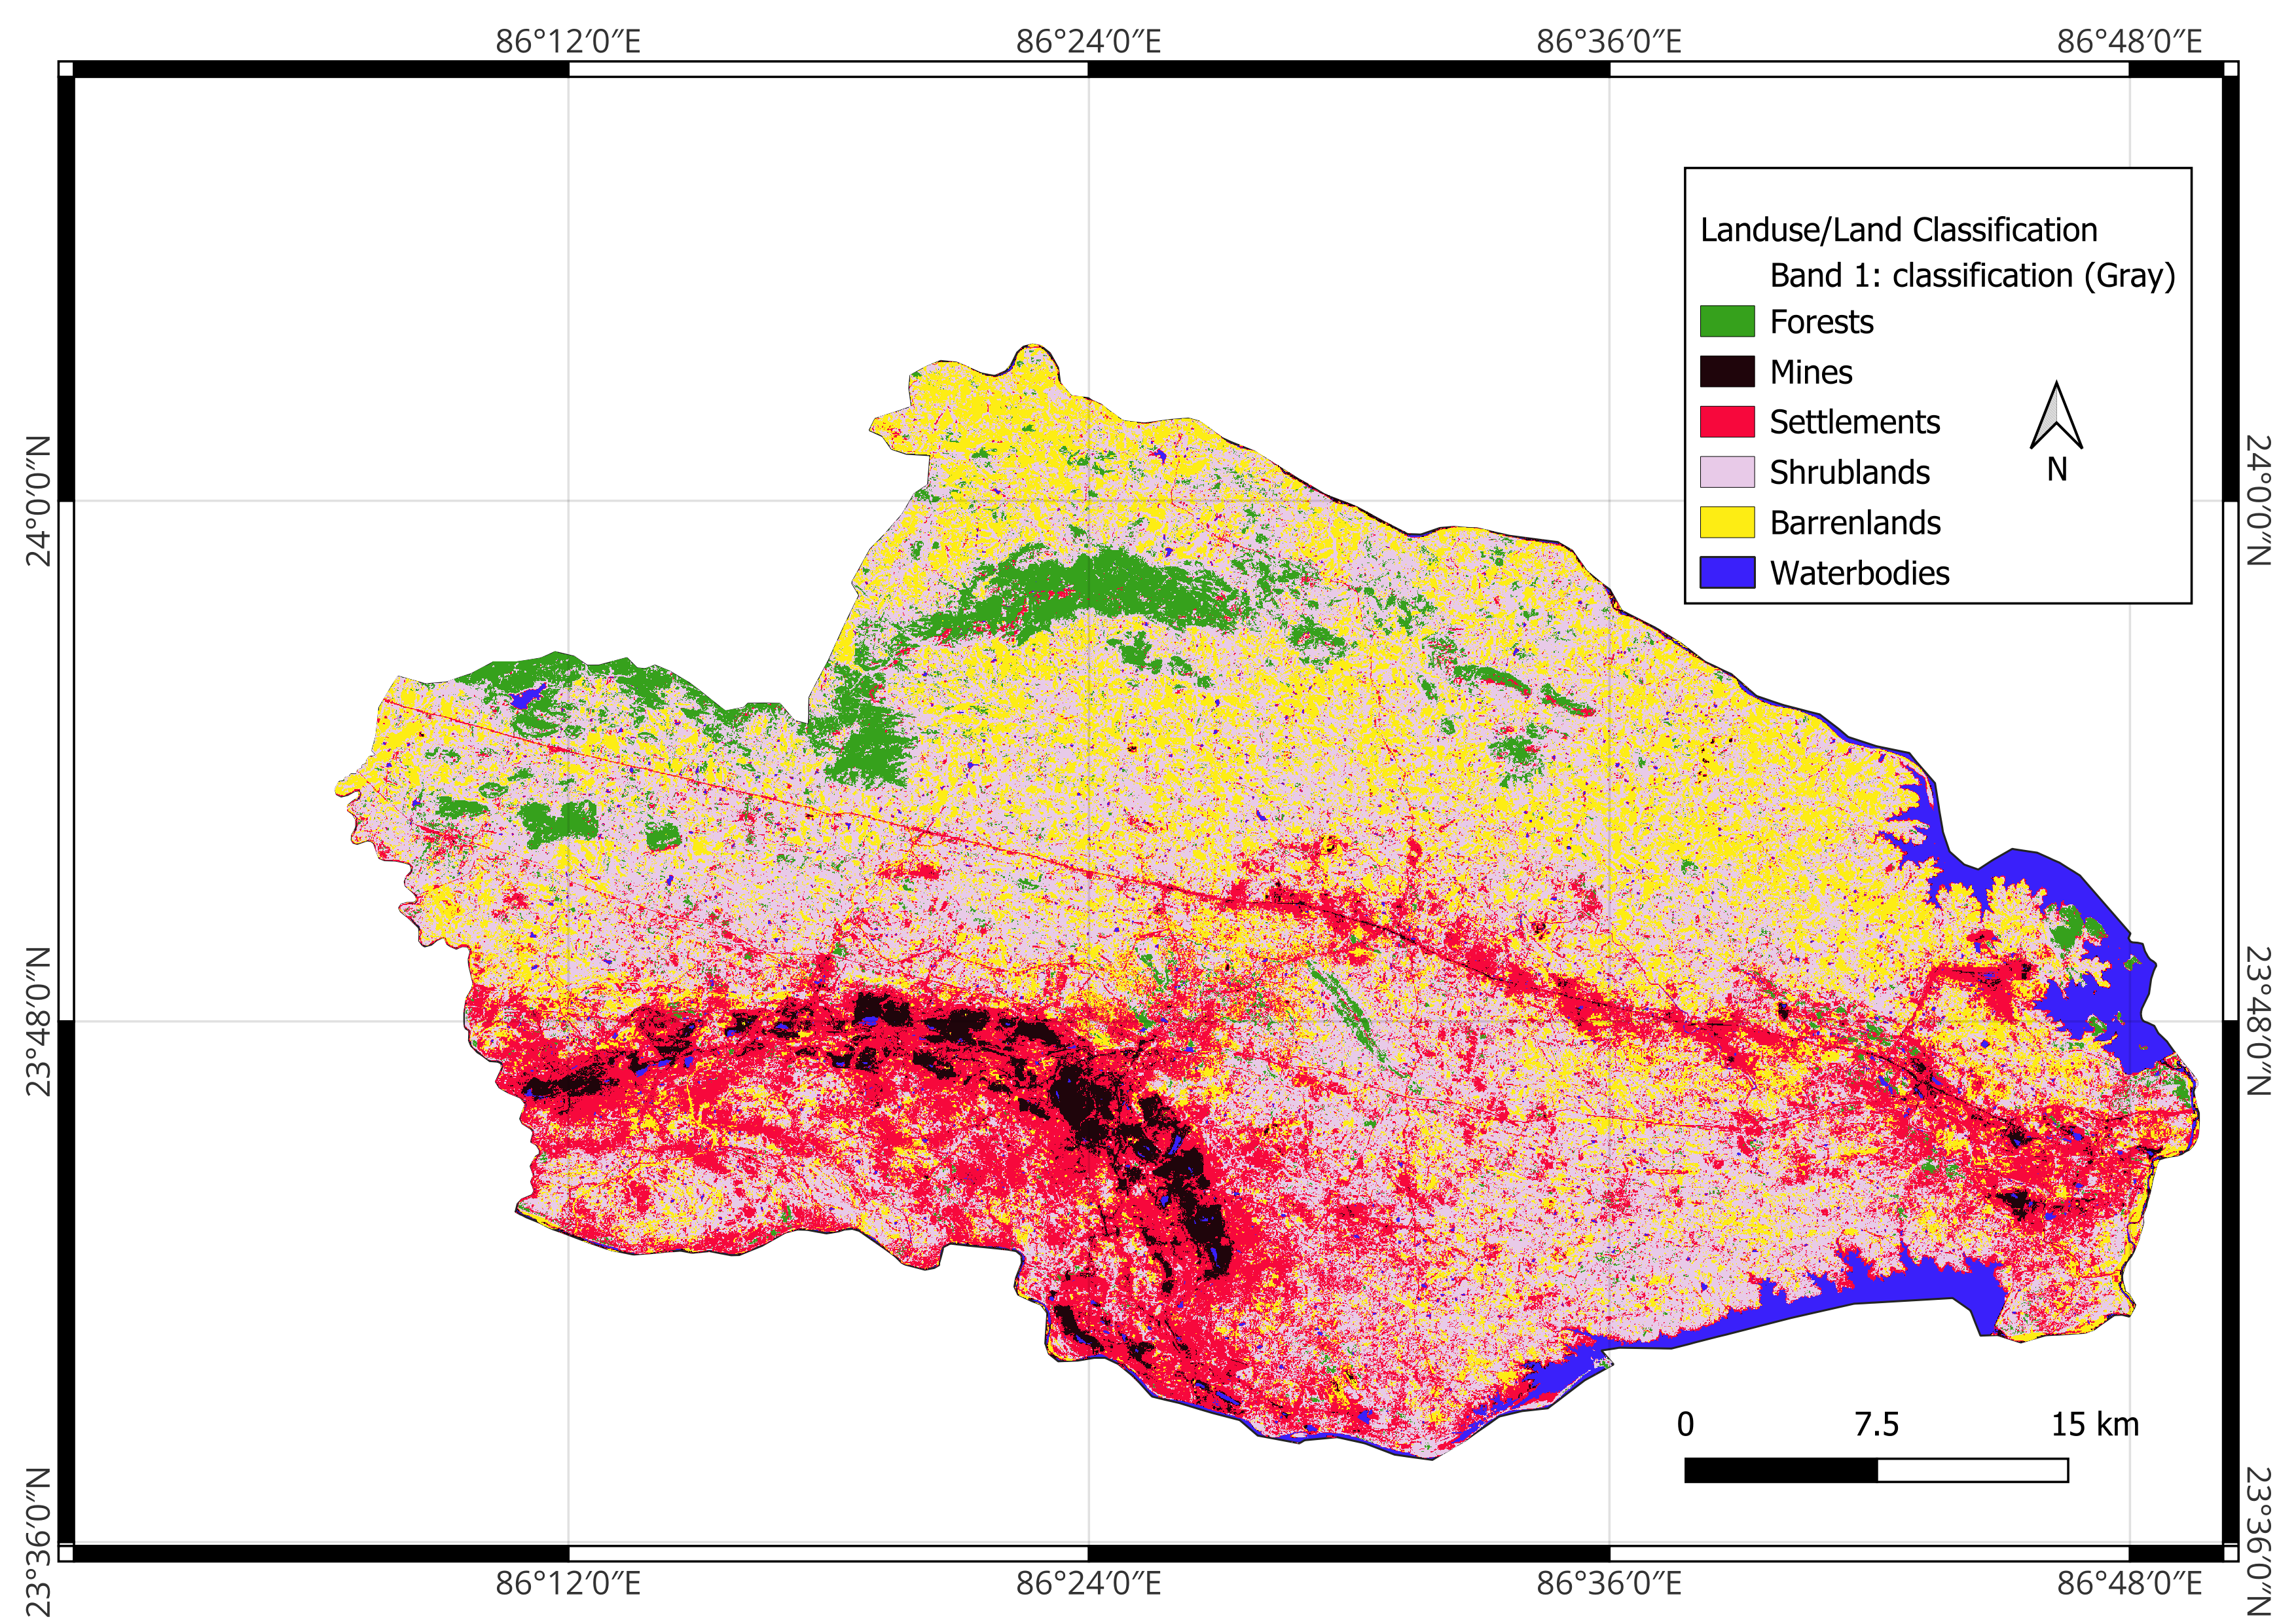 86°12′0″E 86°24′0″E 86°36′0″E 86°48′0″E
Landuse/Land Classification
Band 1: classification (Gray)
Forests
Mines
Settlements
Shrublands
Barrenlands
Waterbodies
N
24°0′0″N
24°0′0″N
23°48′0″N
23°48′0″N
0 7.5 15 km
23°36′0″N
23°36′0″N
86°12′0″E 86°24′0″E 86°36′0″E 86°48′0″E